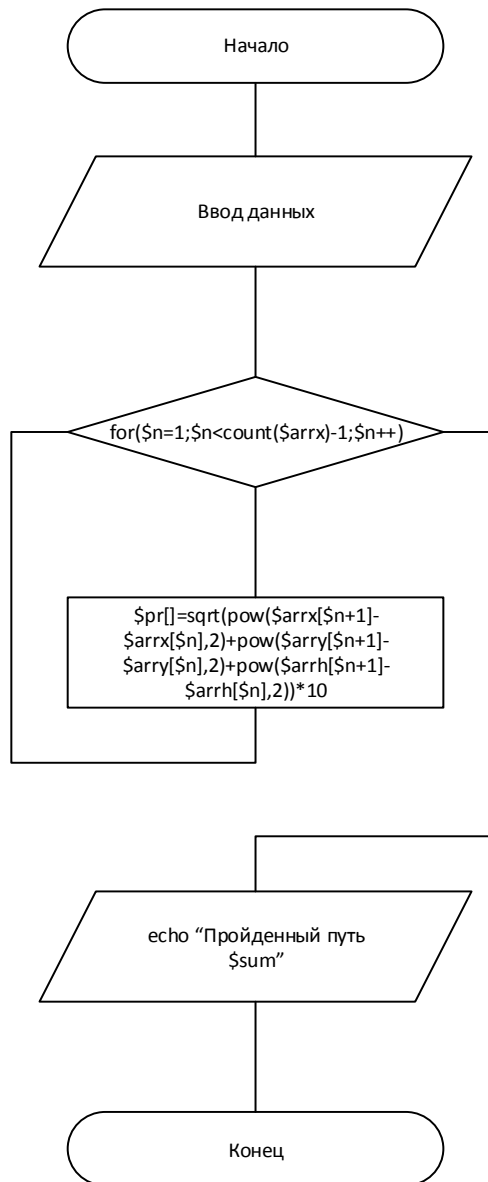 Начало
Ввод данных
for($n=1;$n<count($arrx)-1;$n++)
$pr[]=sqrt(pow($arrx[$n+1]-
$arrx[$n],2)+pow($arry[$n+1]-
$arry[$n],2)+pow($arrh[$n+1]-
$arrh[$n],2))*10
echo “Пройденный путь
$sum”
Конец